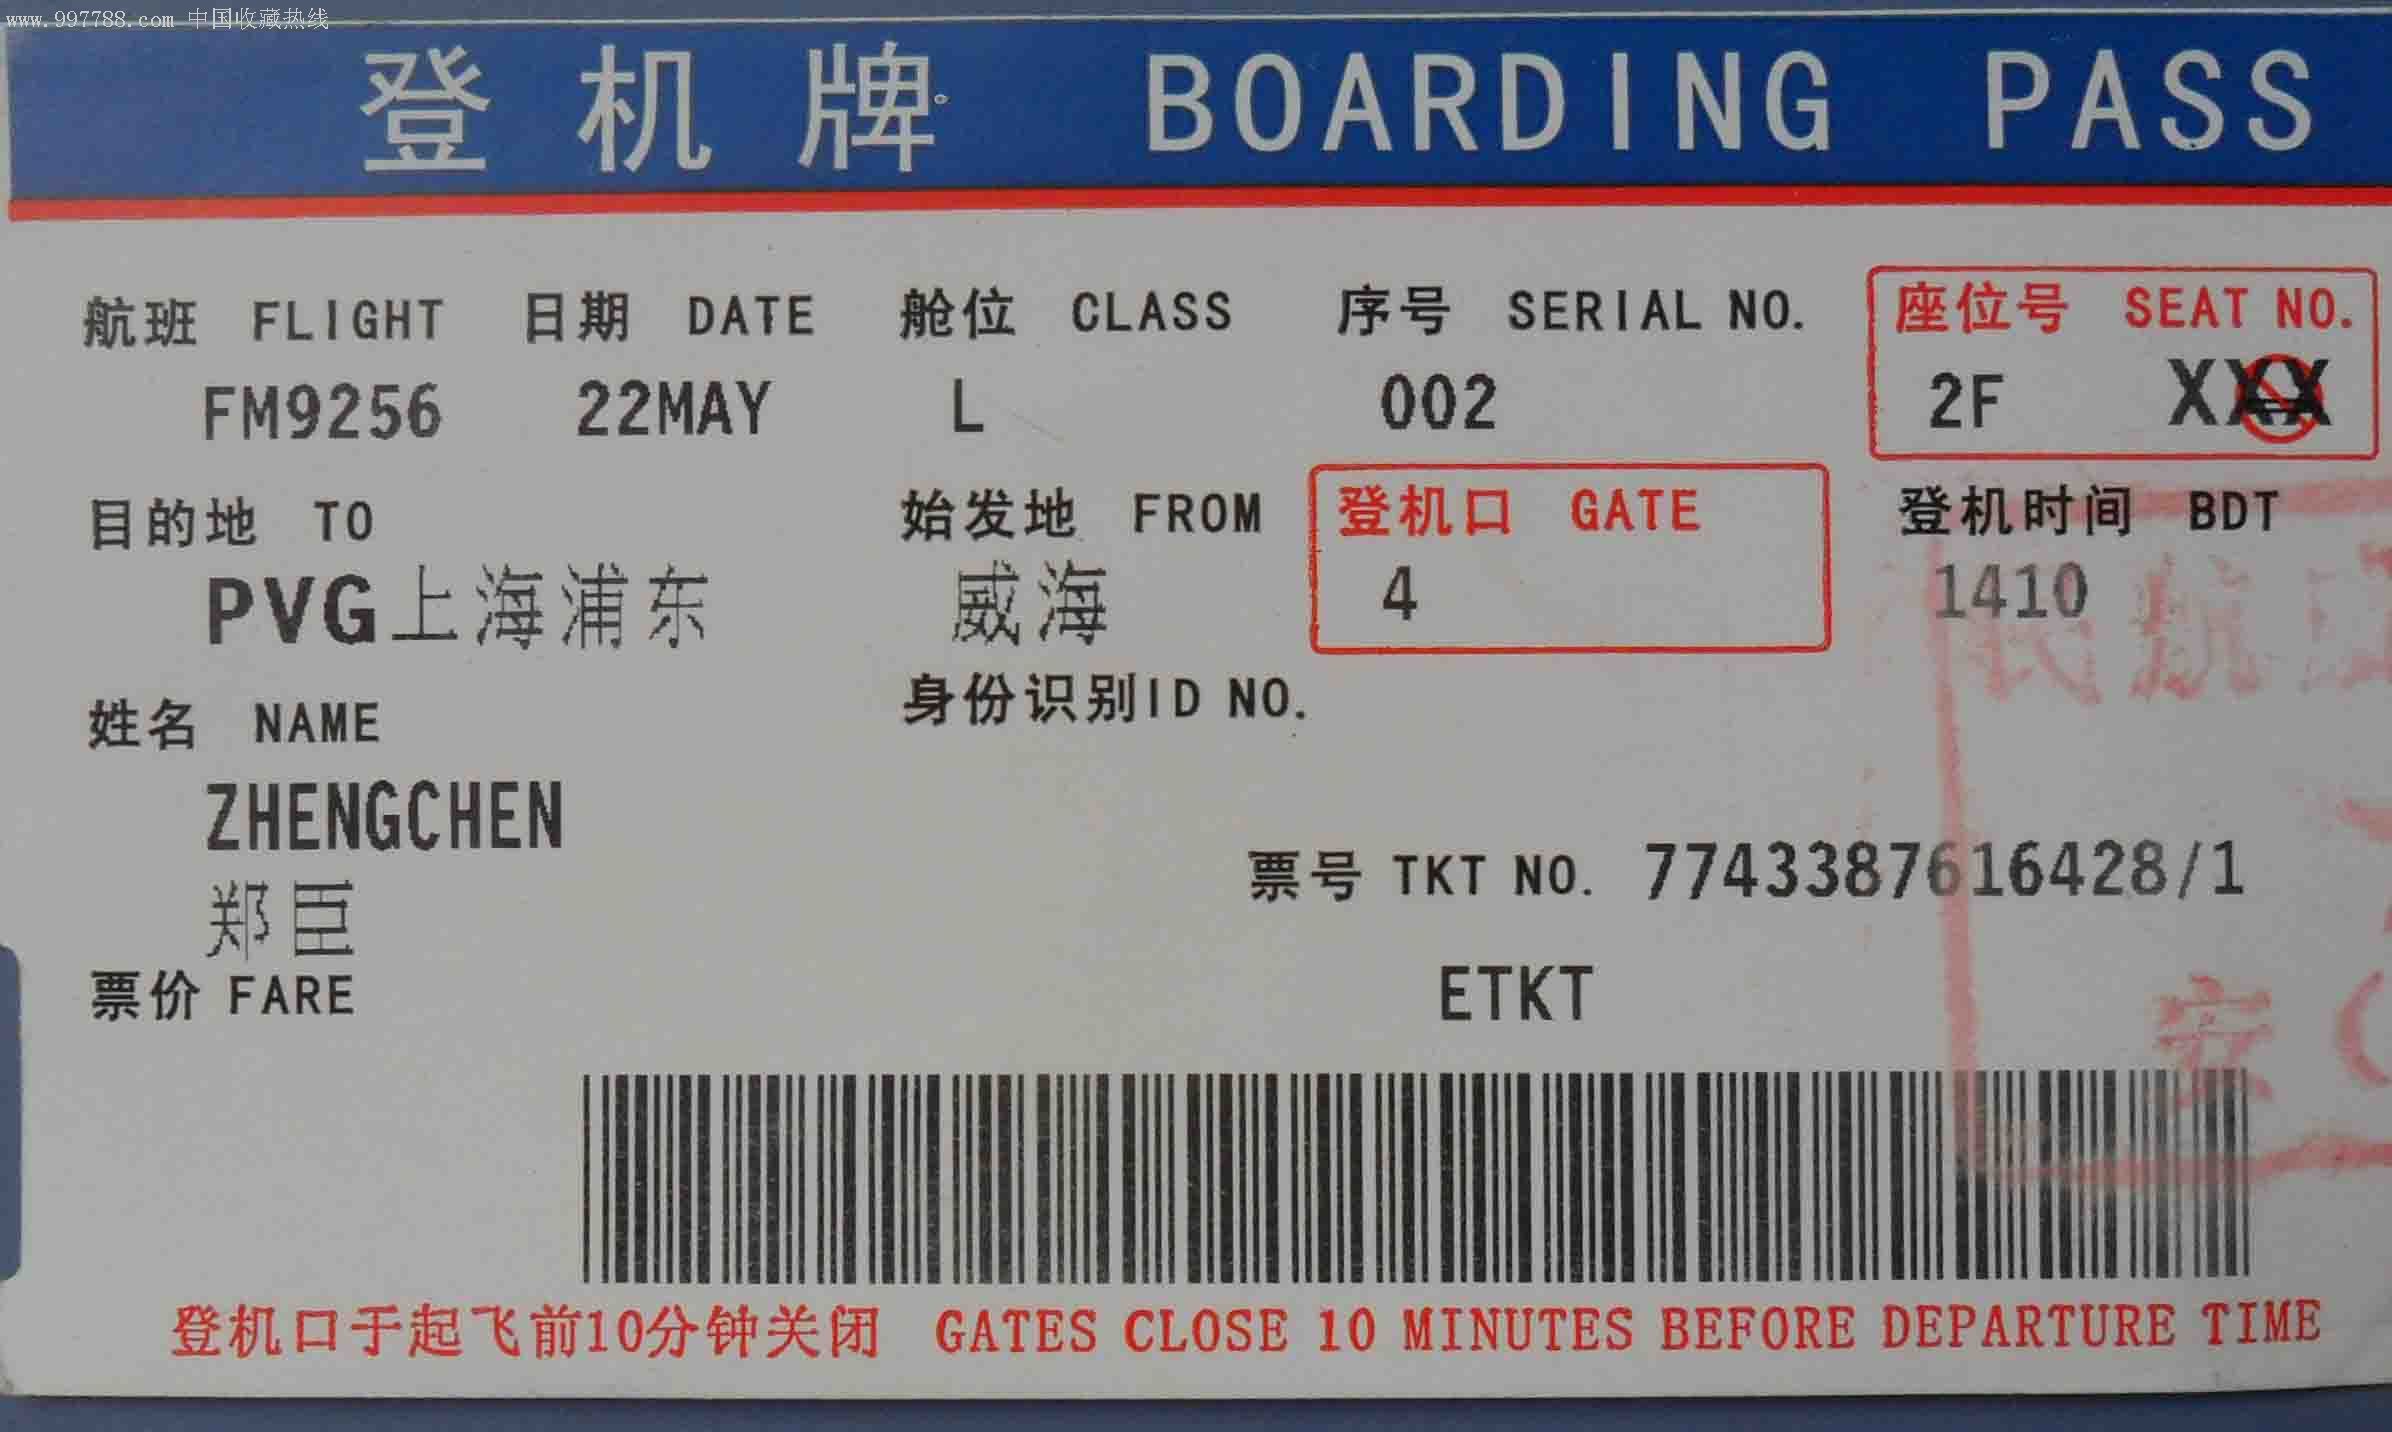 www.997788.com 中国收藏热线
登机牌 BOARDING PASS
航班 FLIGHT 日期 DATE 舱位 CLASS 序号 SERIAL NO. 座位号 SEAT NO.
FM9256 22MAY L 002 2F XXX
目的地 TO 始发地 FROM 登机口 GATE 登机时间 BDT
PVG上海浦东 威海 4 1410
姓名 NAME 身份识别ID NO.
ZHENGCHEN
郑臣
票号 TKT NO. 7743387616428/1
票价 FARE ETKT
登机口于起飞前10分钟关闭 GATES CLOSE 10 MINUTES BEFORE DEPARTURE TIME